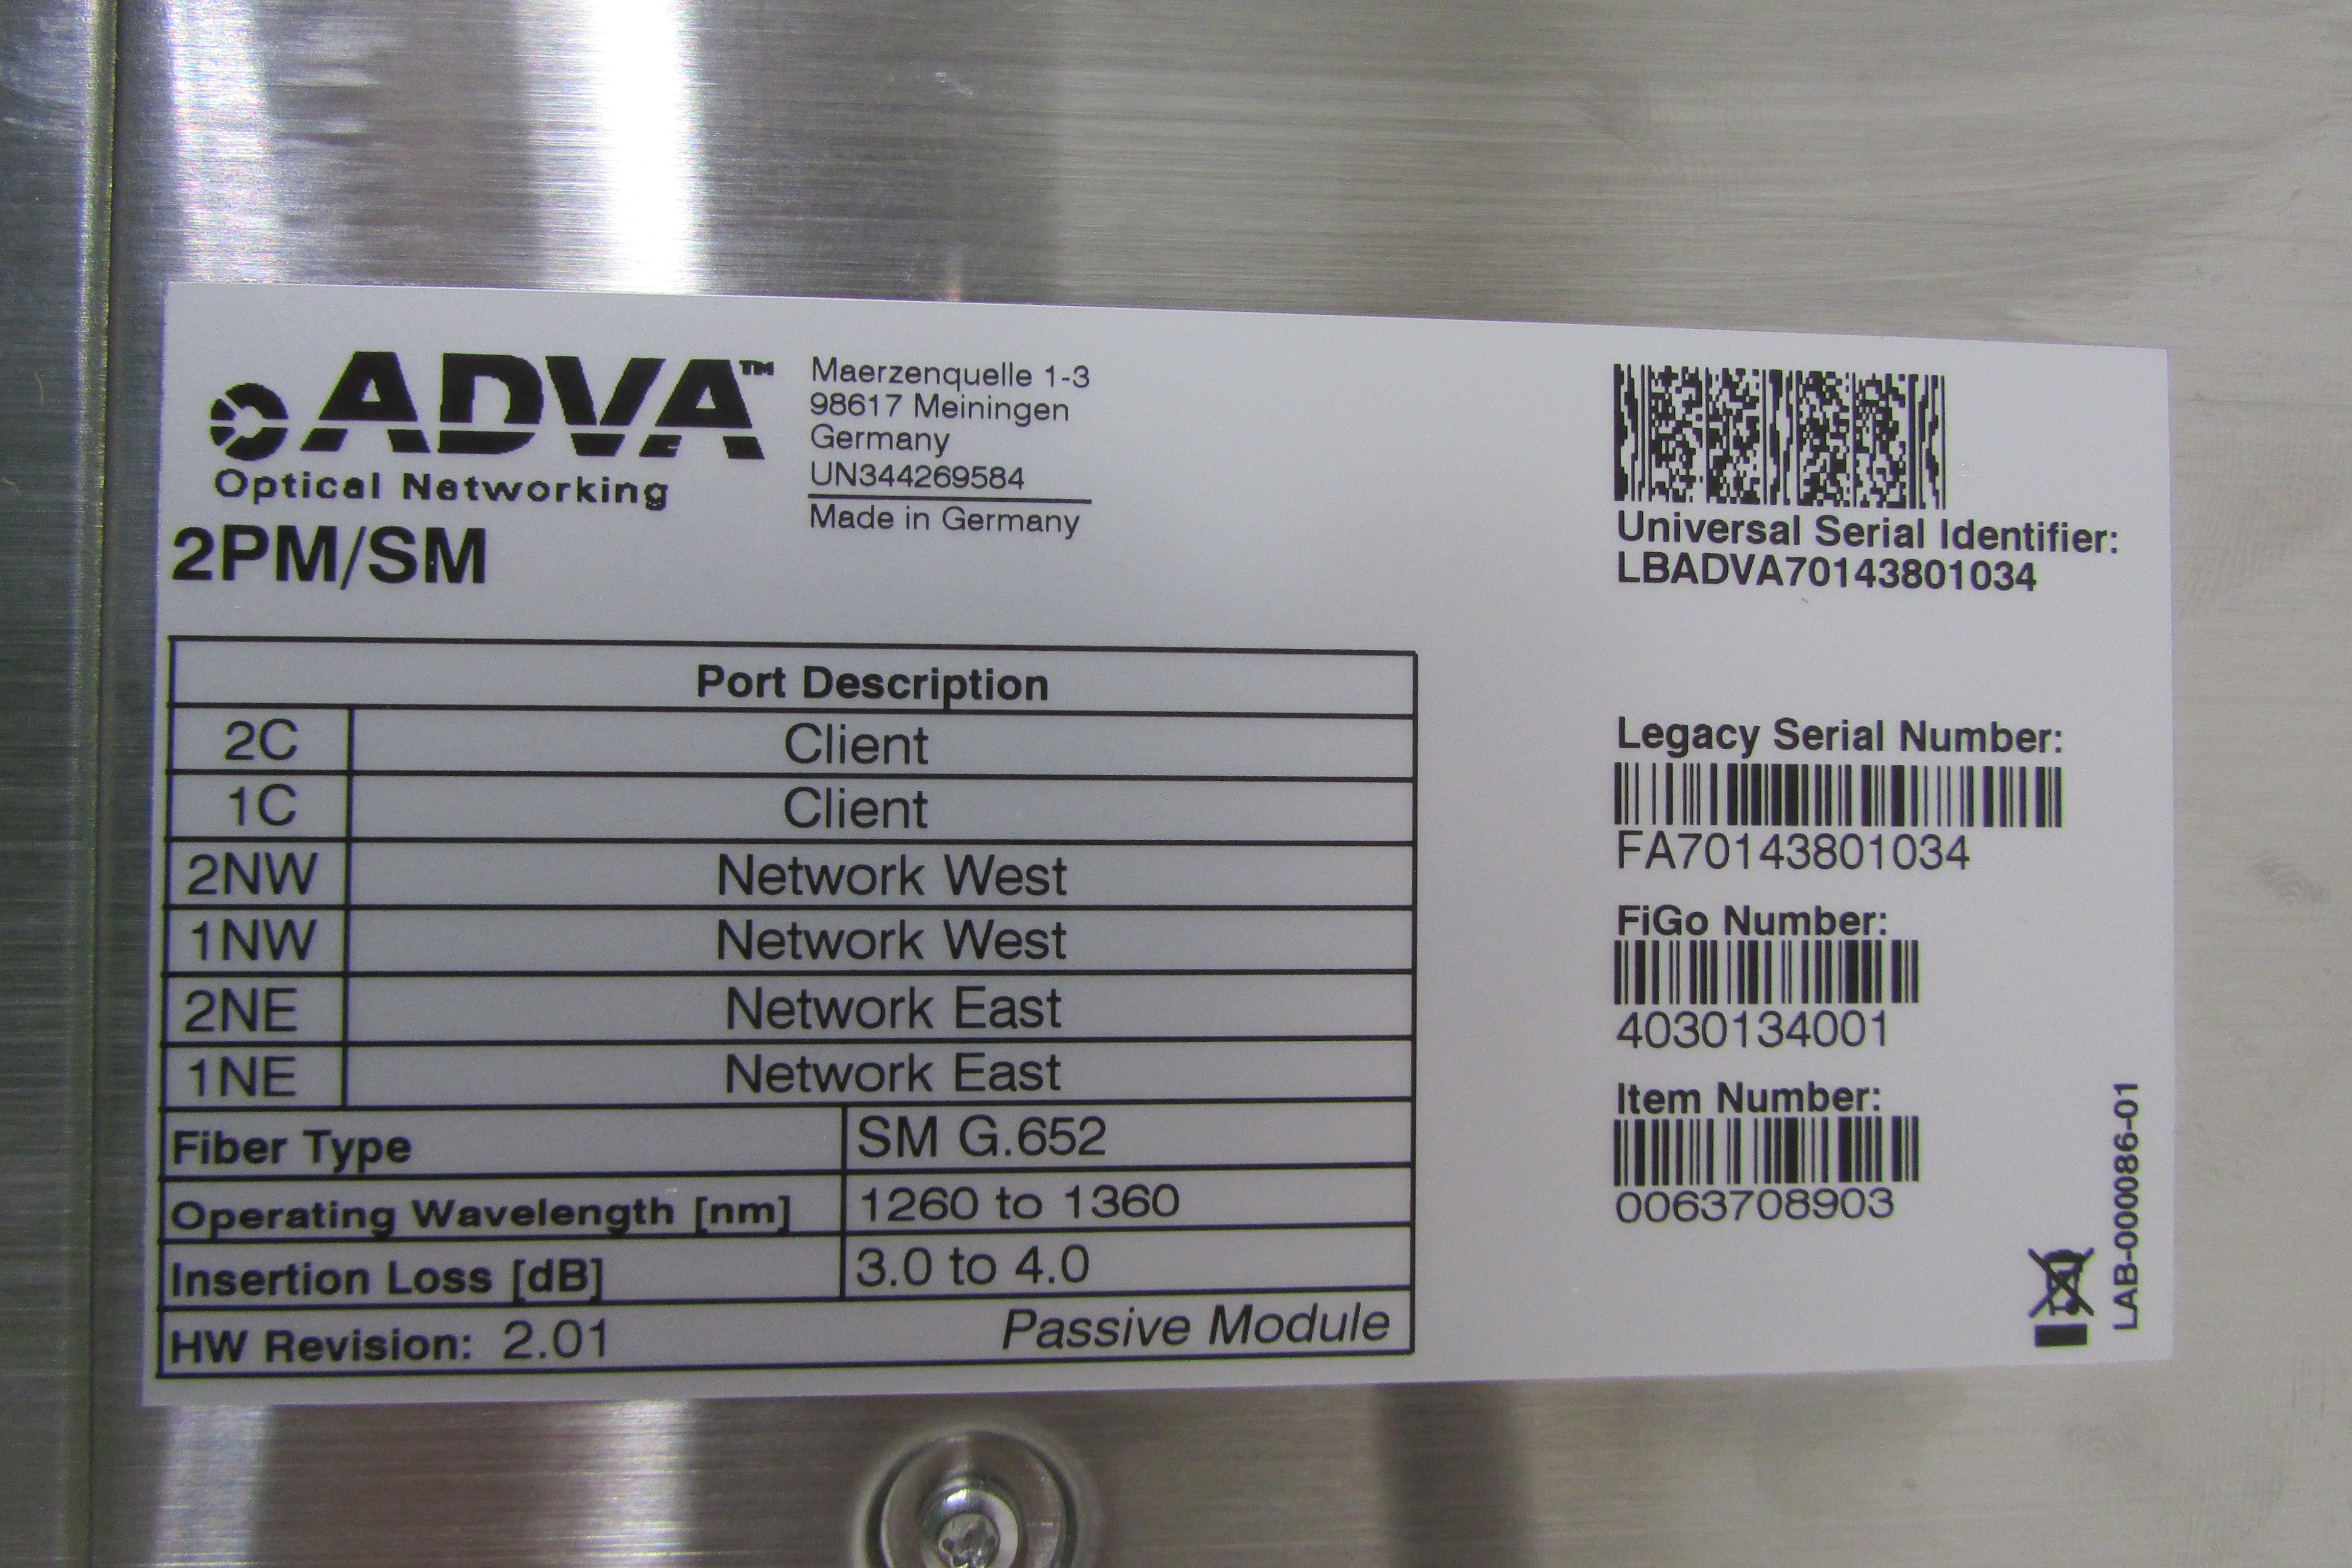 ADVA™
Optical Networking
2PM/SM
Maerzenquelle 1-3
98617 Meiningen
Germany
UN344269584
Made in Germany
Universal Serial Identifier:
LBADVA70143801034
Port Description
2C Client
1C Client
2NW Network West
1NW Network West
2NE Network East
1NE Network East
Fiber Type SM G.652
Operating Wavelength [nm] 1260 to 1360
Insertion Loss [dB] 3.0 to 4.0
HW Revision: 2.01 Passive Module
Legacy Serial Number:
FA70143801034
FiGo Number:
4030134001
Item Number:
0063708903
LAB-000086-01